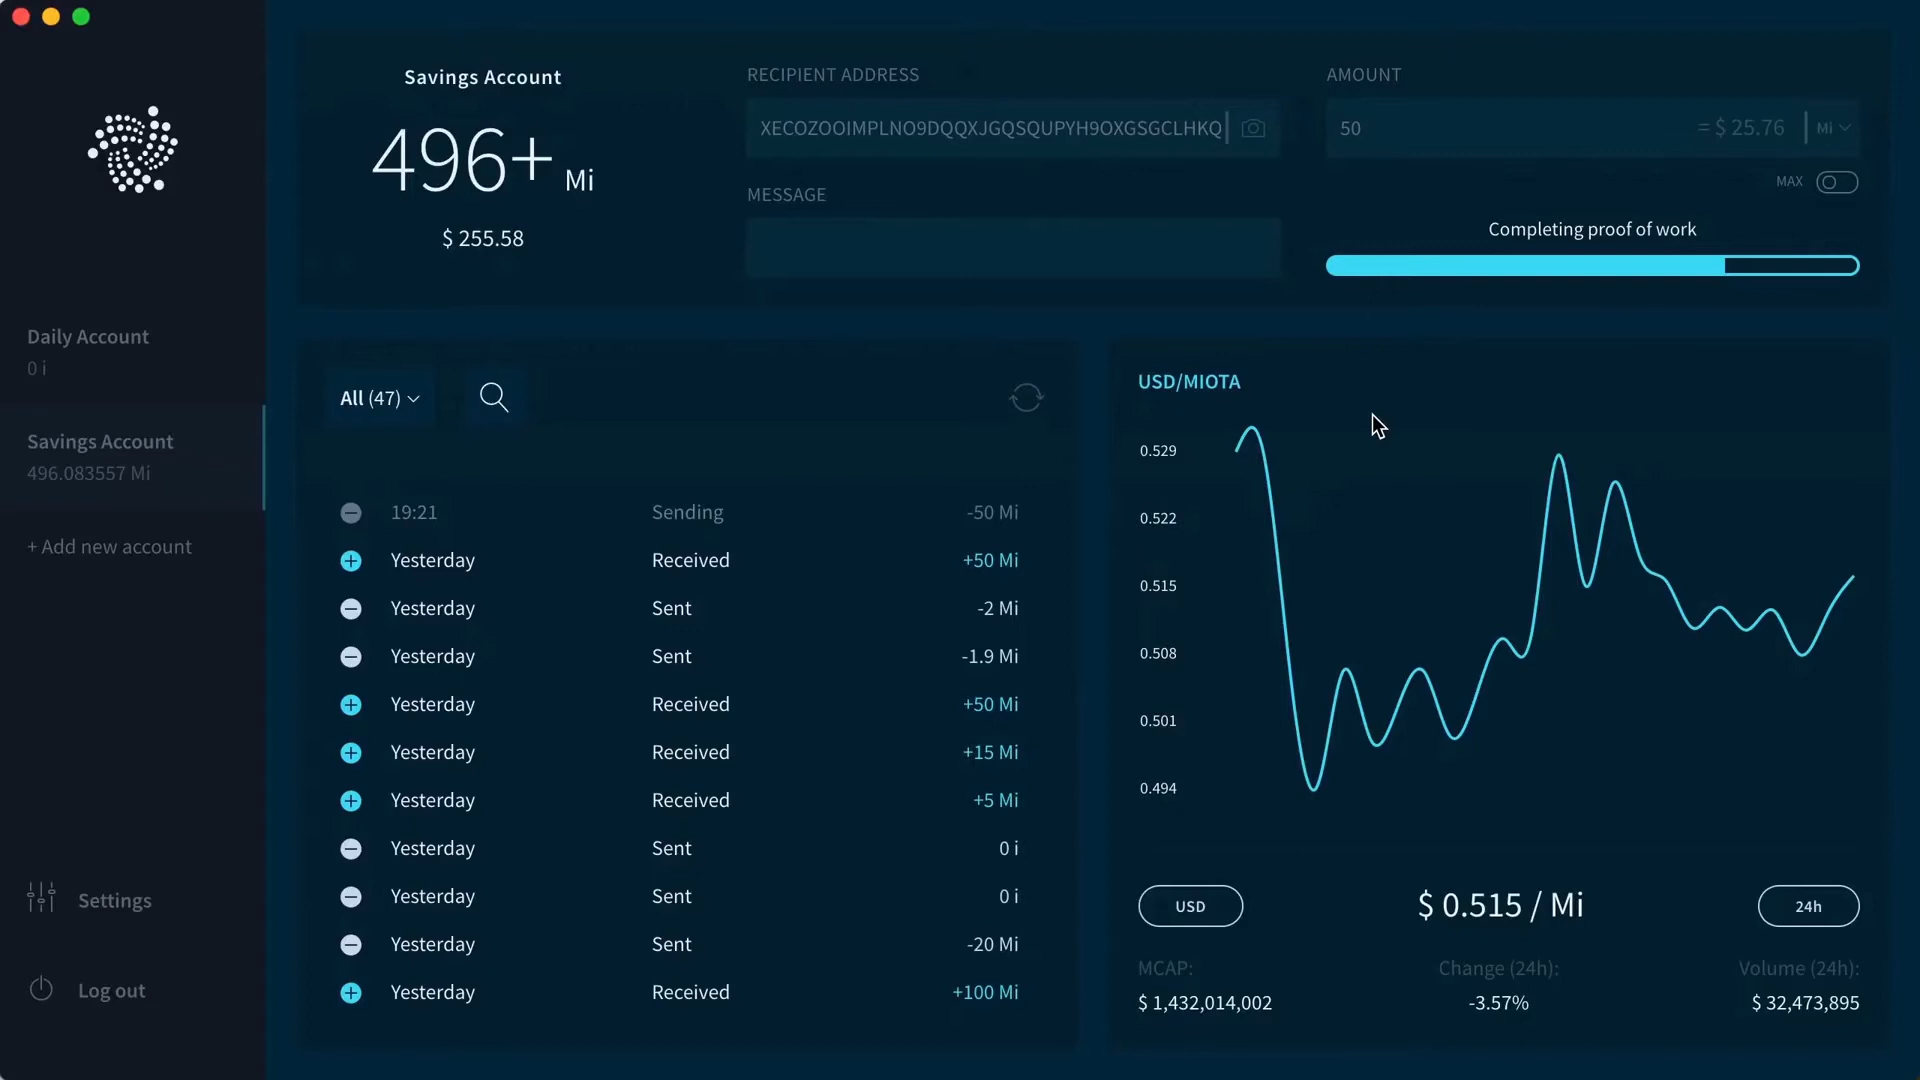 Savings Account
496+ Mi
$ 255.58
RECIPIENT ADDRESS
XECOZOOIMPLNO9DQQXJGQSQUPYH9OXGSGCLHKQ
MESSAGE
AMOUNT
50 = $ 25.76 Mi
MAX
Completing proof of work
Daily Account
0 i
Savings Account
496.083557 Mi
+ Add new account
Settings
Log out
All (47)
19:21 Sending -50 Mi
Yesterday Received +50 Mi
Yesterday Sent -2 Mi
Yesterday Sent -1.9 Mi
Yesterday Received +50 Mi
Yesterday Received +15 Mi
Yesterday Received +5 Mi
Yesterday Sent 0 i
Yesterday Sent 0 i
Yesterday Sent -20 Mi
Yesterday Received +100 Mi
USD/MIOTA
0.529
0.522
0.515
0.508
0.501
0.494
USD $ 0.515 / Mi 24h
MCAP: Change (24h): Volume (24h):
$ 1,432,014,002 -3.57% $ 32,473,895